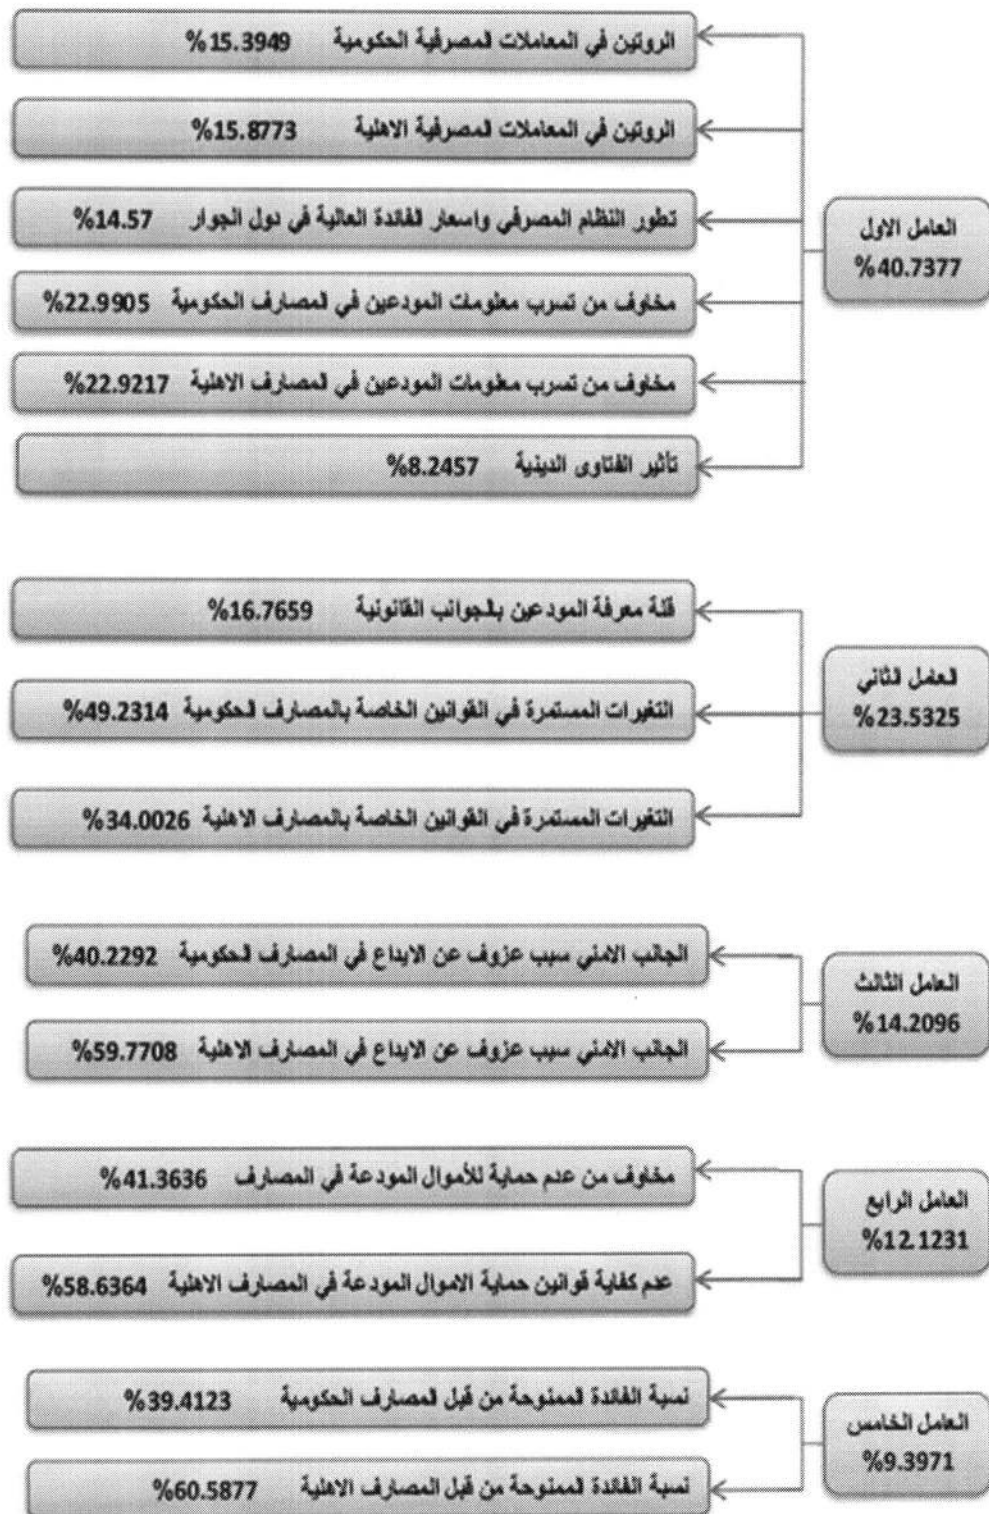 العامل الاول
%40.7377
الروتين في المعاملات المصرفية الحكومية %15.3949
الروتين في المعاملات المصرفية الاهلية %15.8773
تطور النظام المصرفي واسعار الفائدة العالية في دول الجوار %14.57
مخاوف من تسرب معلومات المودعين في المصارف الحكومية %22.9905
مخاوف من تسرب معلومات المودعين في المصارف الاهلية %22.9217
تأثير الفتاوى الدينية %8.2457
العامل الثاني
%23.5325
قلة معرفة المودعين بالجوانب القانونية %16.7659
التغيرات المستمرة في القوانين الخاصة بالمصارف الحكومية %49.2314
التغيرات المستمرة في القوانين الخاصة بالمصارف الاهلية %34.0026
العامل الثالث
%14.2096
الجانب الامني سبب عزوف عن الايداع في المصارف الحكومية %40.2292
الجانب الامني سبب عزوف عن الايداع في المصارف الاهلية %59.7708
العامل الرابع
%12.1231
مخاوف من عدم حماية للأموال المودعة في المصارف %41.3636
عدم كفاية قوانين حماية الاموال المودعة في المصارف الاهلية %58.6364
العامل الخامس
%9.3971
نسبة الفائدة الممنوحة من قبل المصارف الحكومية %39.4123
نسبة الفائدة الممنوحة من قبل المصارف الاهلية %60.5877